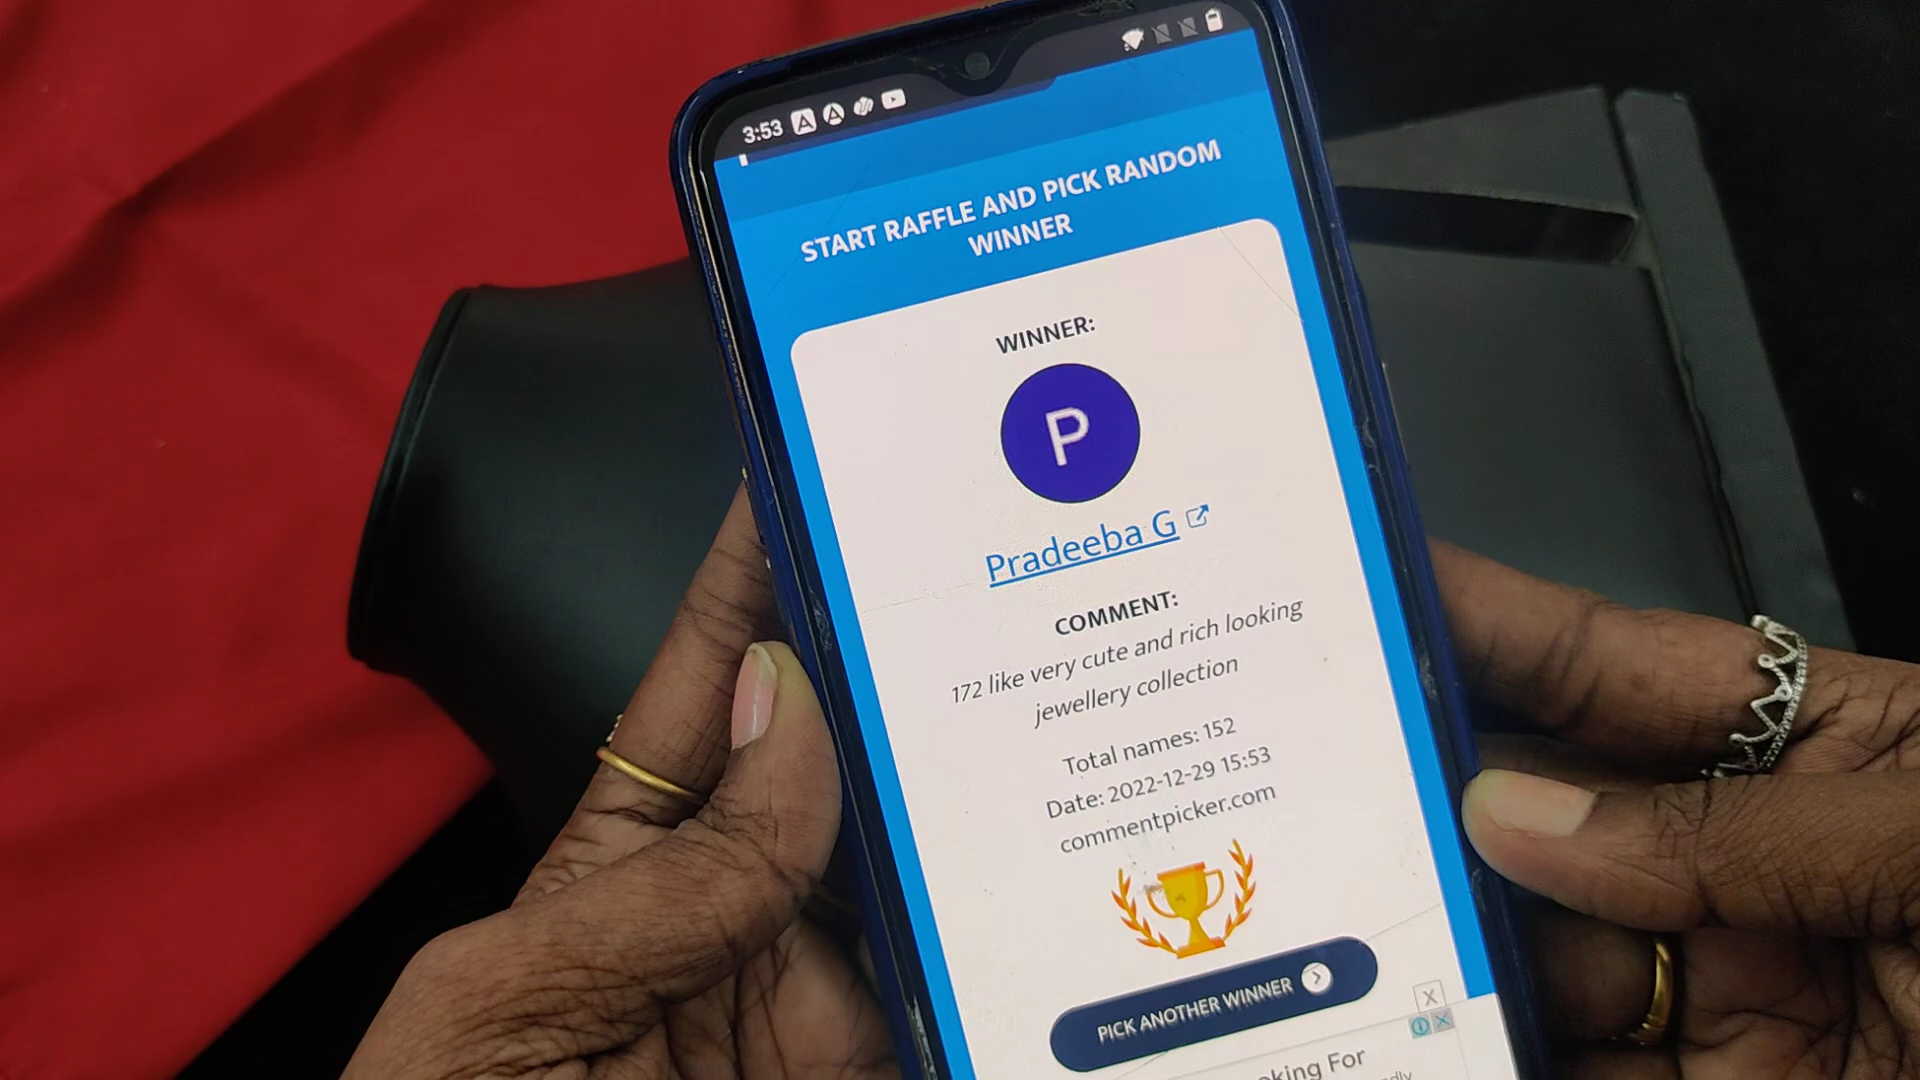 3:53
START RAFFLE AND PICK RANDOM
WINNER
WINNER:
P
Pradeeba G
COMMENT:
172 like very cute and rich looking
jewellery collection
Total names: 152
Date: 2022-12-29 15:53
commentpicker.com
PICK ANOTHER WINNER
X
For